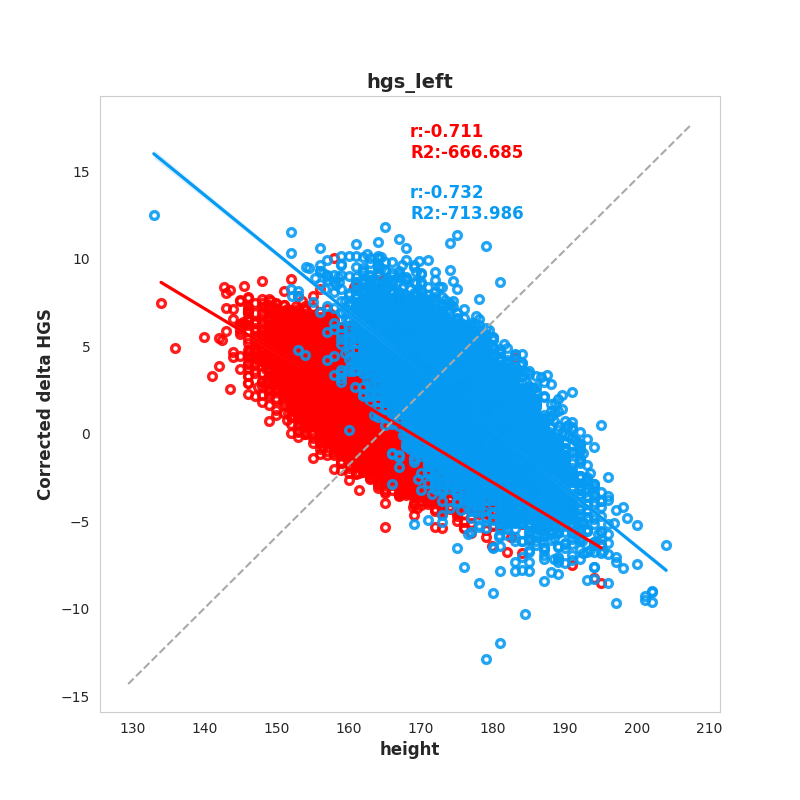 hgs_left
r:-0.711
R2:-666.685
r:-0.732
R2:-713.986
Corrected delta HGS
15
10
5
0
−5
−10
−15
130 140 150 160 170 180 190 200 210
height